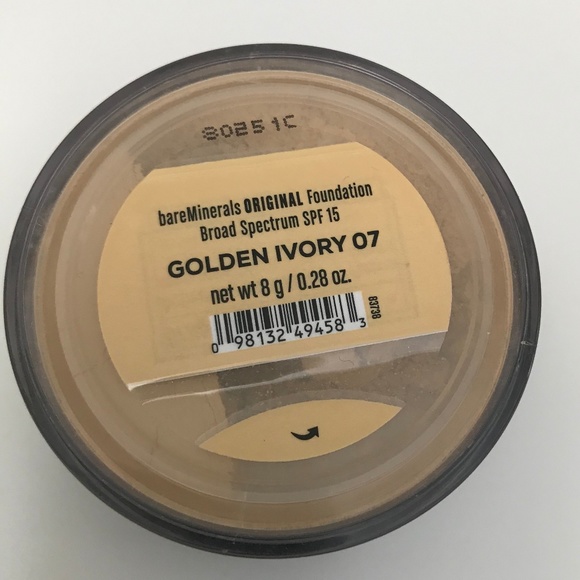 80251C
bareMinerals ORIGINAL Foundation
Broad Spectrum SPF 15
GOLDEN IVORY 07
net wt 8 g / 0.28 oz.
63738
0 98132 49458 3